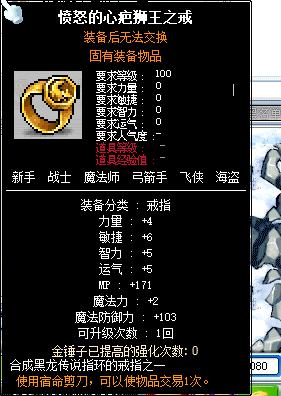 愤怒的心疤狮王之戒
装备后无法交换
固有装备物品
要求等级： 100
要求力量： 0
要求敏捷： 0
要求智力： 0
要求运气： 0
要求人气度： -
道具等级： -
道具经验值： -
新手 战士 魔法师 弓箭手 飞侠 海盗
装备分类 : 戒指
力量 : +4
敏捷 : +6
智力 : +5
运气 : +5
MP : +171
魔法力 : +2
魔法防御力 : +103
可升级次数 : 1回
金锤子已提高的强化次数: 0
合成黑龙传说指环的戒指之一
使用宿命剪刀，可以使物品交易1次。
080